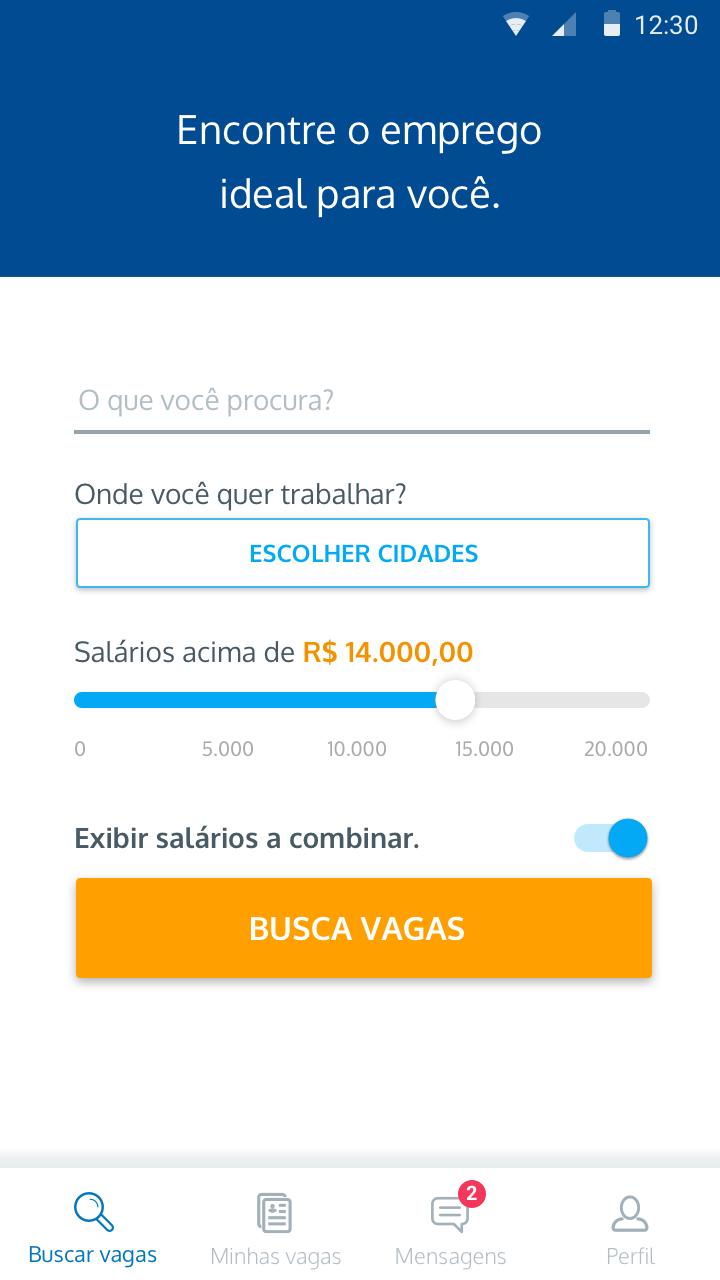 12:30
Encontre o emprego
ideal para você.
O que você procura?
Onde você quer trabalhar?
ESCOLHER CIDADES
Salários acima de R$ 14.000,00
0 5.000 10.000 15.000 20.000
Exibir salários a combinar.
BUSCA VAGAS
2
Buscar vagas Minhas vagas Mensagens Perfil